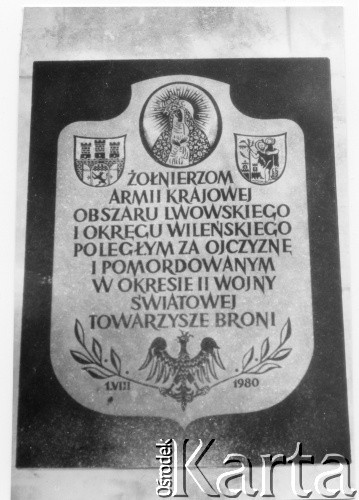 ŻOŁNIERZOM
ARMII KRAJOWEJ
OBSZARU LWOWSKIEGO
I OKRĘGU WILEŃSKIEGO
POLEGŁYM ZA OJCZYZNĘ
I POMORDOWANYM
W OKRESIE II WOJNY
ŚWIATOWEJ
TOWARZYSZE BRONI
1.VIII 1980
Ośrodek Karta